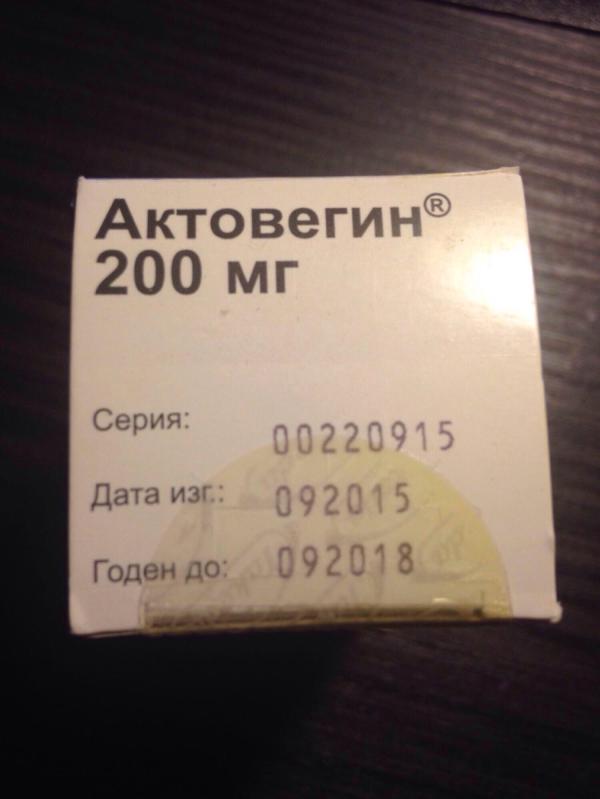 Актовегин®
200 мг
Серия: 00220915
Дата изг.: 092015
Годен до: 092018